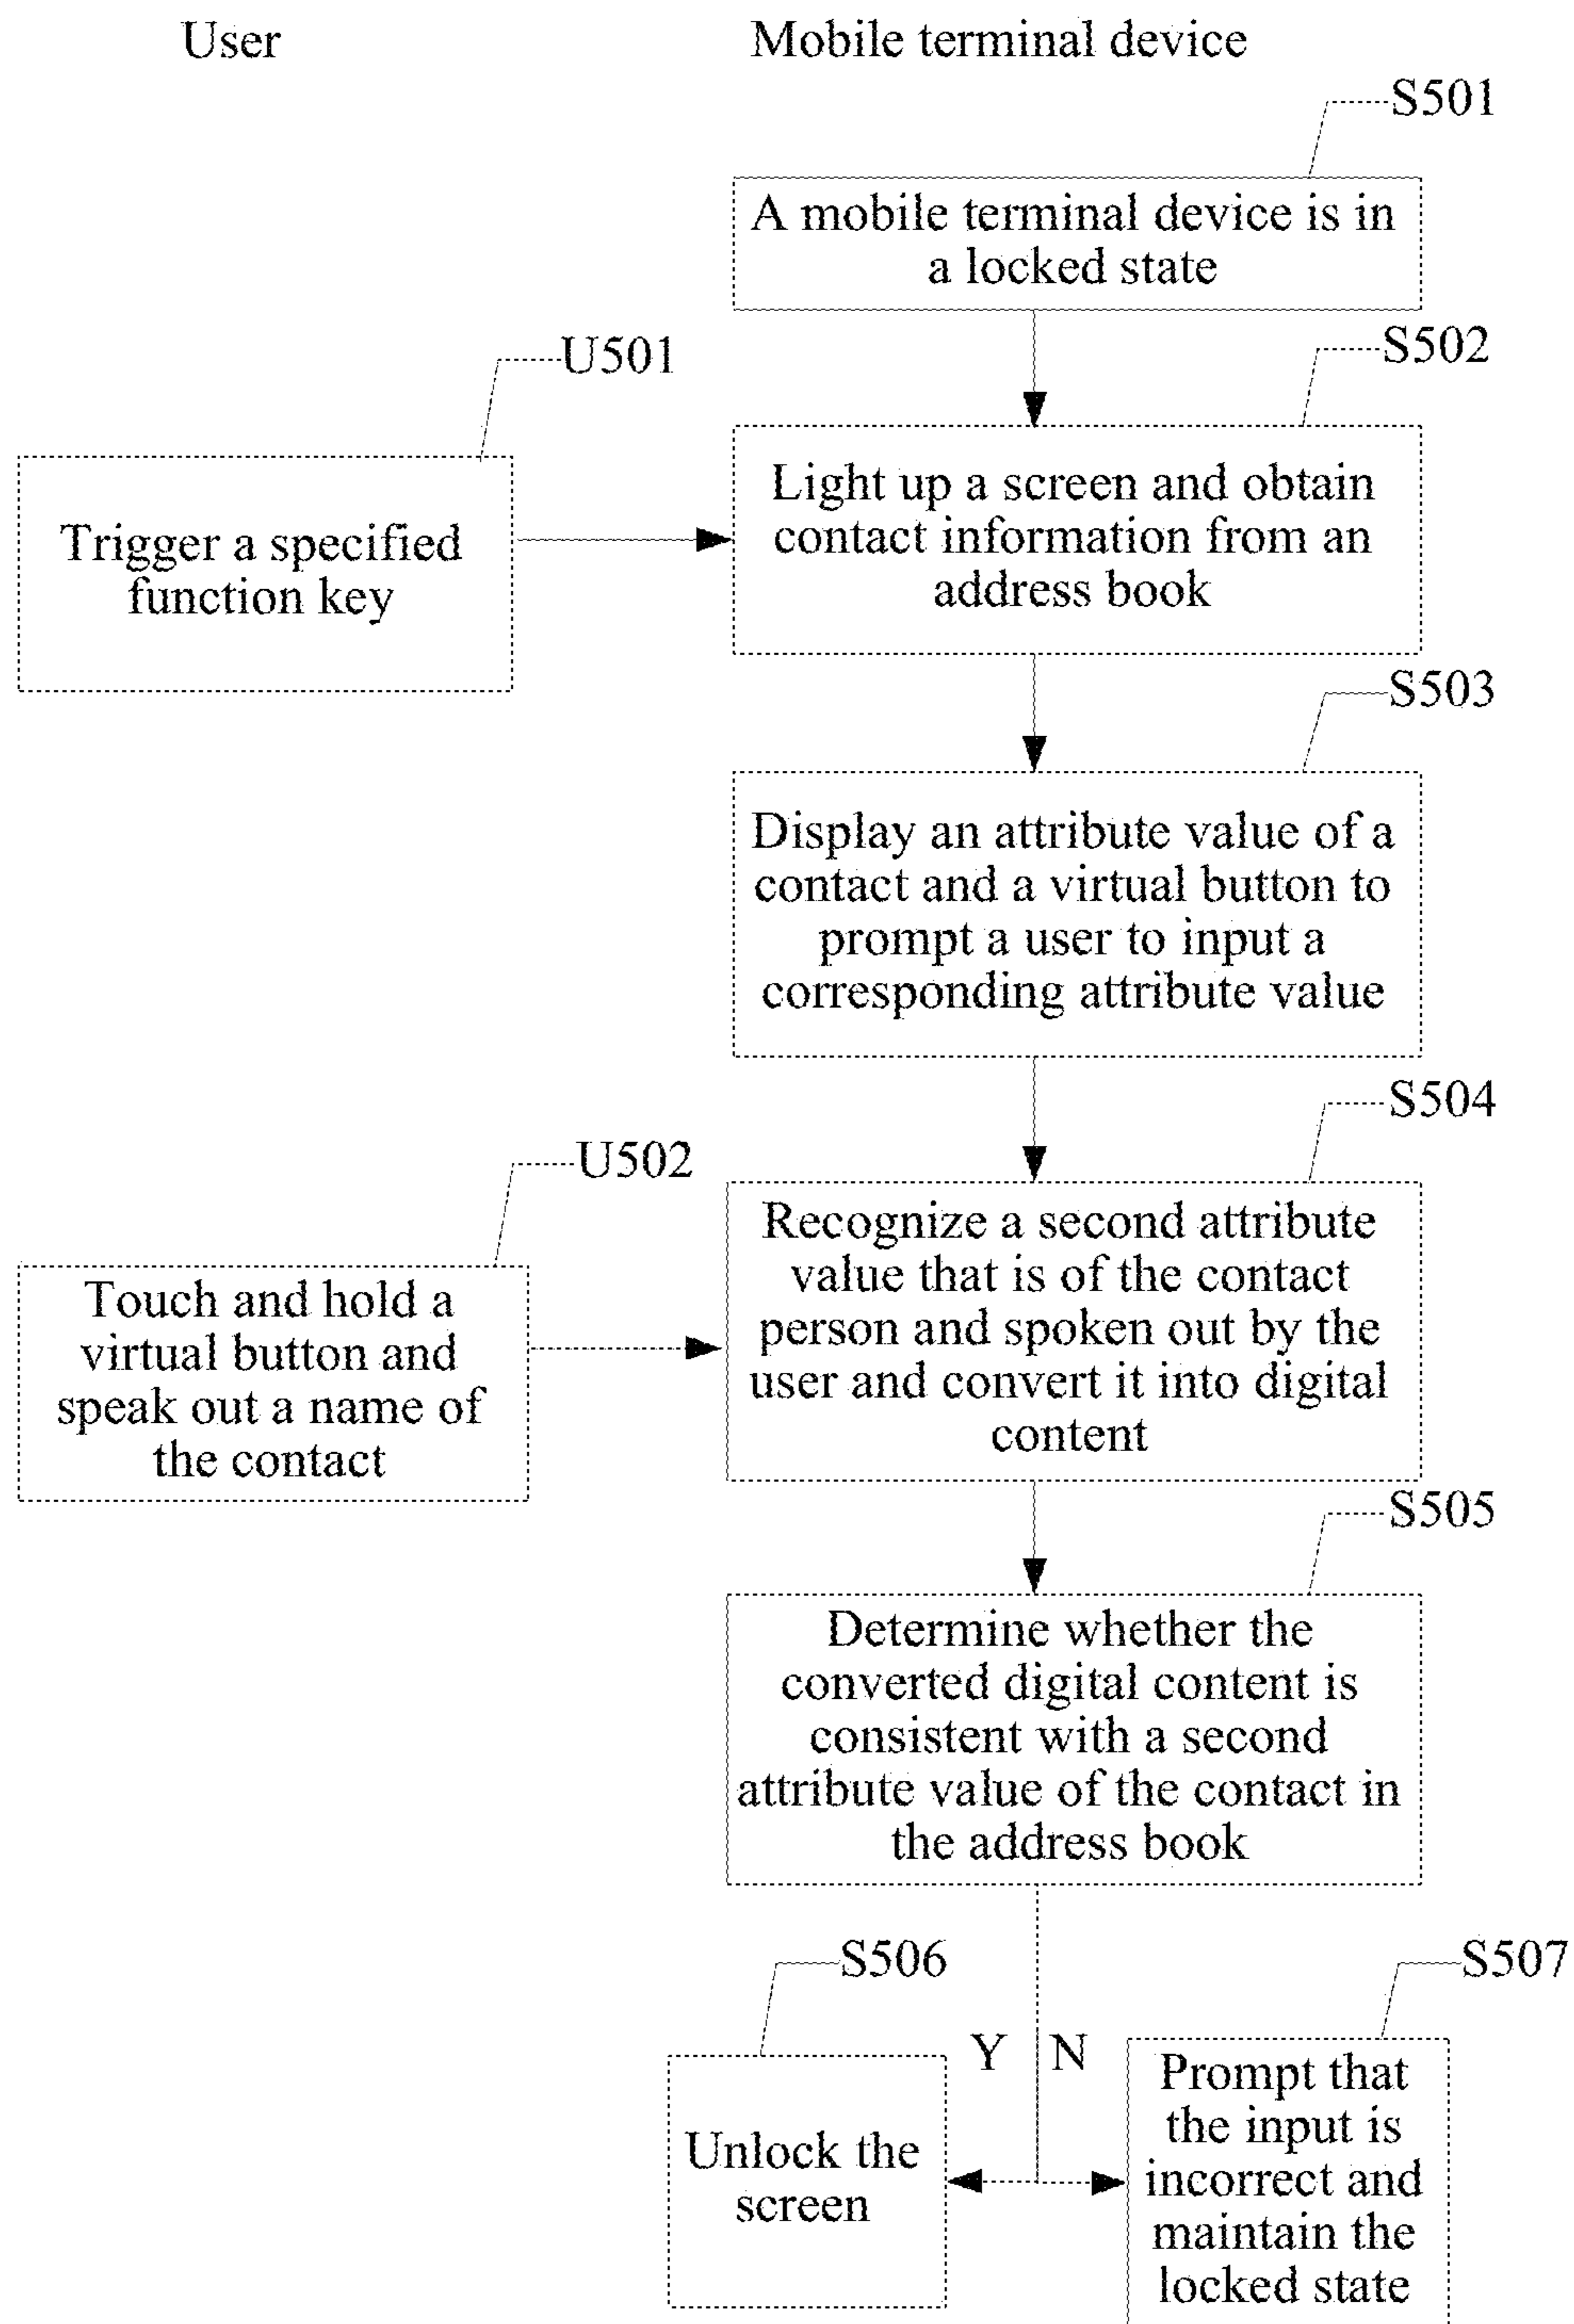 User
Mobile terminal device
S501
A mobile terminal device is in
a locked state
U501
S502
Trigger a specified
function key
Light up a screen and obtain
contact information from an
address book
S503
Display an attribute value of a
contact and a virtual button to
prompt a user to input a
corresponding attribute value
S504
U502
Touch and hold a
virtual button and
speak out a name of
the contact
Recognize a second attribute
value that is of the contact
person and spoken out by the
user and convert it into digital
content
S505
Determine whether the
converted digital content is
consistent with a second
attribute value of the contact in
the address book
S506
S507
Y
N
Unlock the
screen
Prompt that
the input is
incorrect and
maintain the
locked state